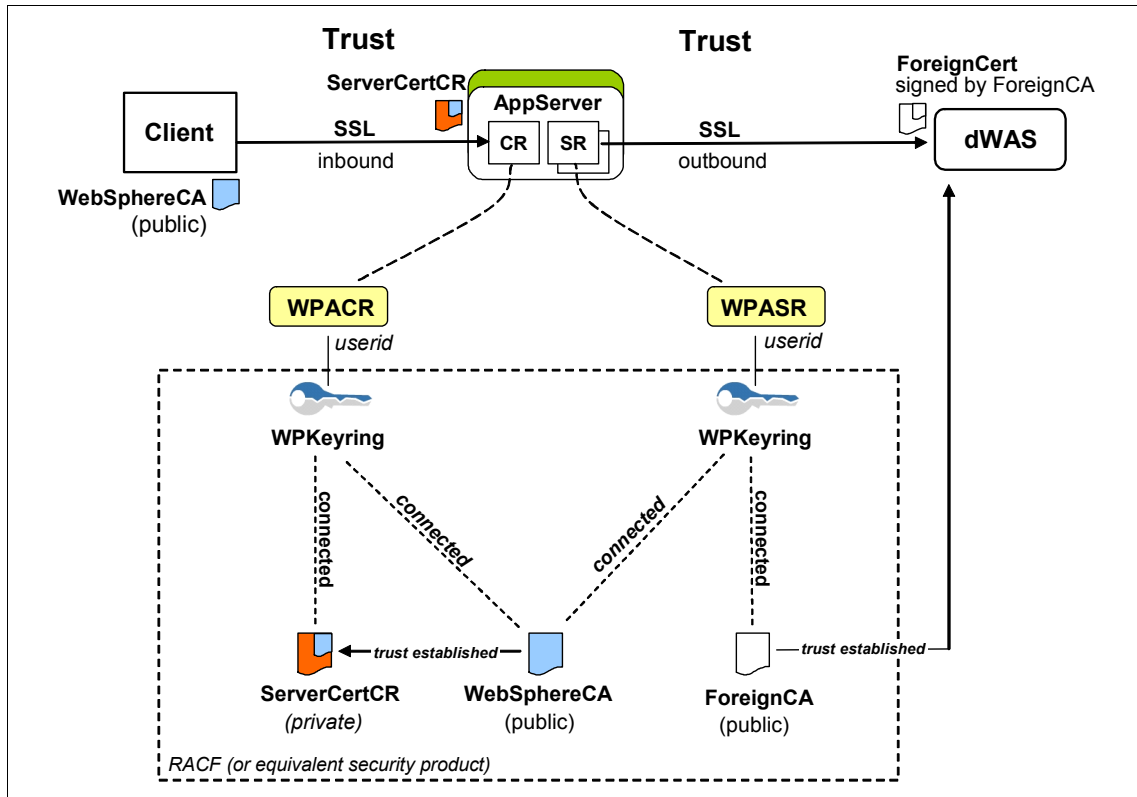 Trust
Trust
ServerCertCR
ForeignCert
signed by ForeignCA
AppServer
Client
SSL
inbound
CR
SR
SSL
outbound
dWAS
WebSphereCA
(public)
WPACR
userid
WPASR
userid
WPKeyring
WPKeyring
connected
connected
connected
connected
trust established
trust established
ServerCertCR
(private)
WebSphereCA
(public)
ForeignCA
(public)
RACF (or equivalent security product)